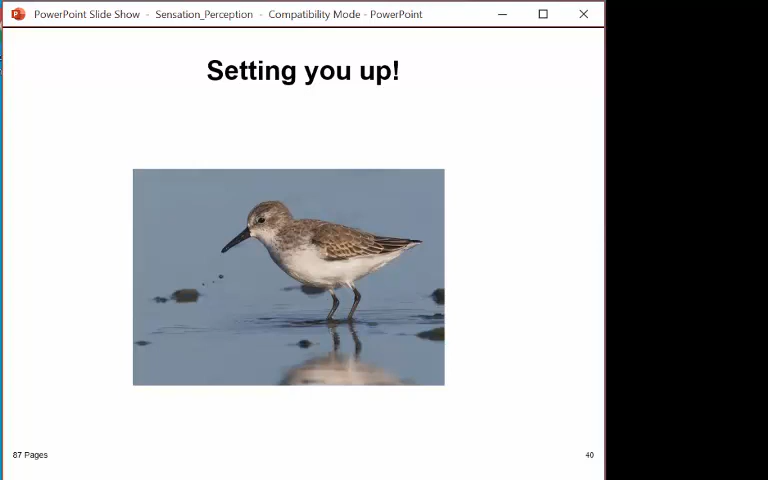 PowerPoint Slide Show - Sensation_Perception - Compatibility Mode - PowerPoint
Setting you up!
87 Pages
40